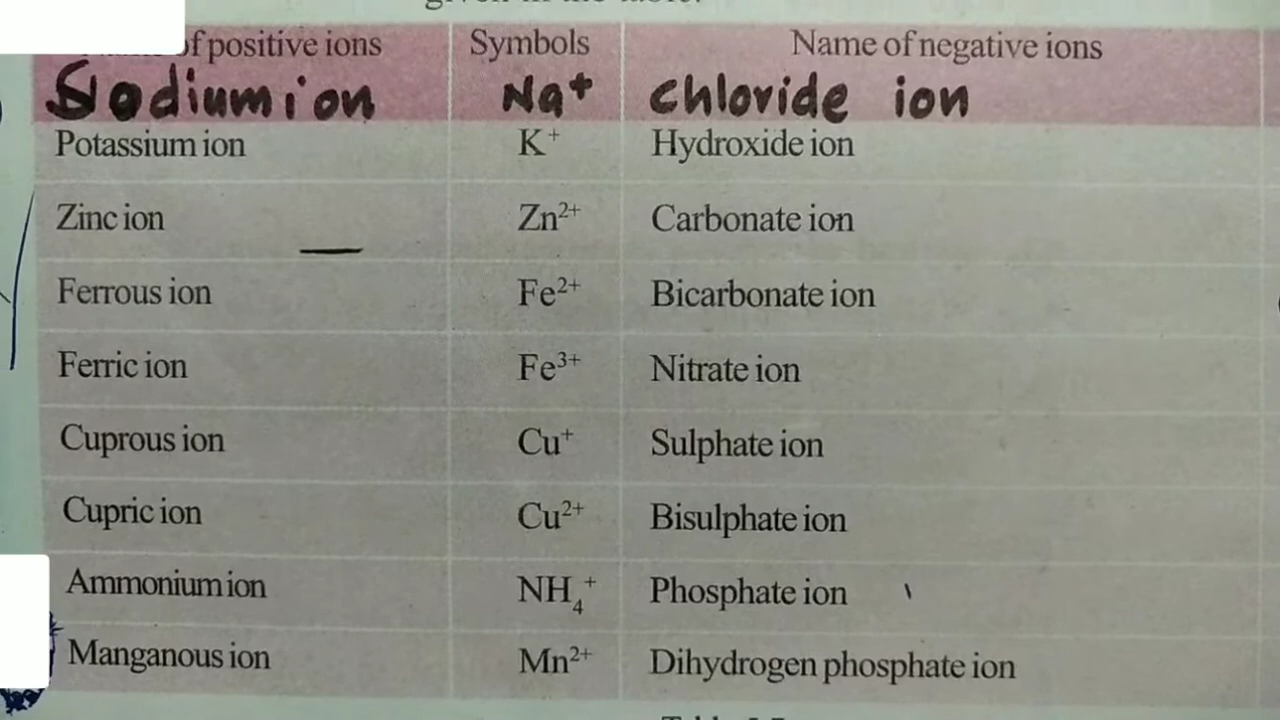 of positive ions Symbols Name of negative ions
Sodium ion Na⁺ chloride ion
Potassium ion K⁺ Hydroxide ion
Zinc ion Zn²⁺ Carbonate ion
Ferrous ion Fe²⁺ Bicarbonate ion
Ferric ion Fe³⁺ Nitrate ion
Cuprous ion Cu⁺ Sulphate ion
Cupric ion Cu²⁺ Bisulphate ion
Ammonium ion NH₄⁺ Phosphate ion
Manganous ion Mn²⁺ Dihydrogen phosphate ion